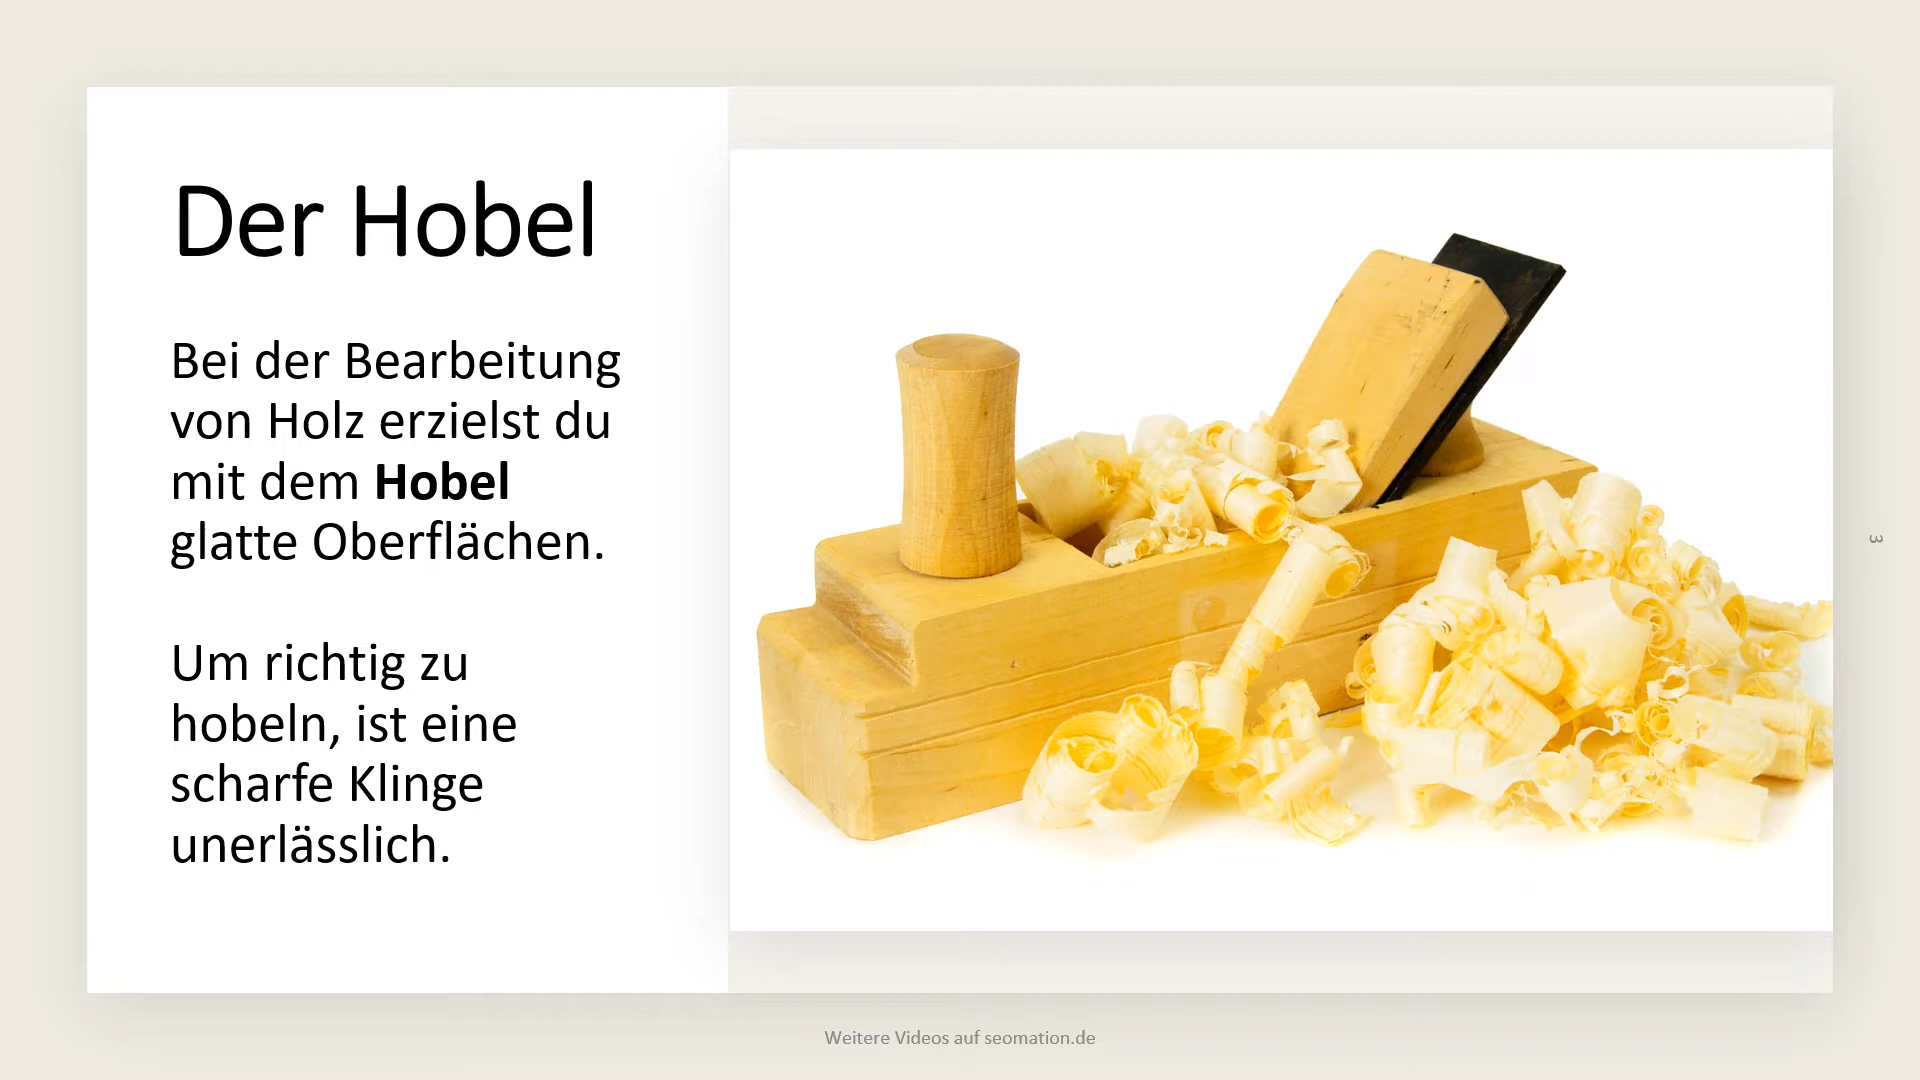 Der Hobel
Bei der Bearbeitung
von Holz erzielst du
mit dem Hobel
glatte Oberflächen.
Um richtig zu
hobeln, ist eine
scharfe Klinge
unerlässlich.
3
Weitere Videos auf seomation.de